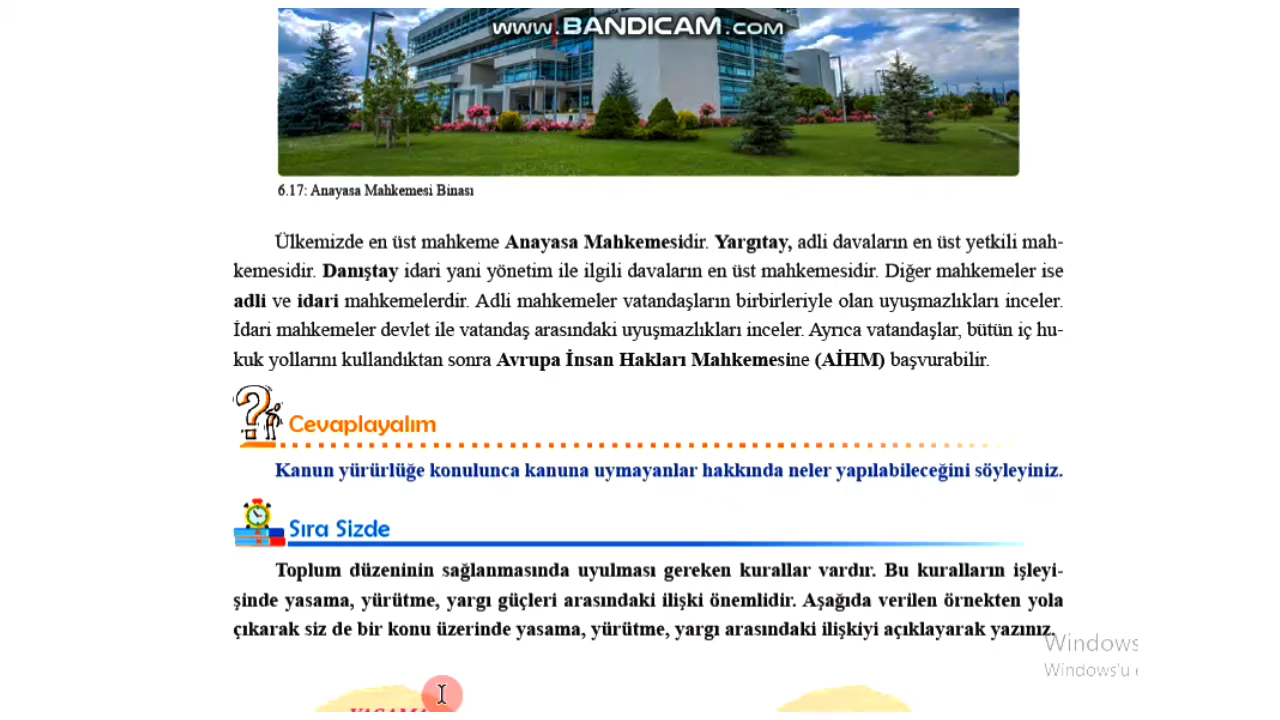 www.BANDICAM.com
6.17: Anayasa Mahkemesi Binası
Ülkemizde en üst mahkeme Anayasa Mahkemesidir. Yargıtay, adli davaların en üst yetkili mah-
kemesidir. Danıştay idari yani yönetim ile ilgili davaların en üst mahkemesidir. Diğer mahkemeler ise
adli ve idari mahkemelerdir. Adli mahkemeler vatandaşların birbirleriyle olan uyuşmazlıkları inceler.
İdari mahkemeler devlet ile vatandaş arasındaki uyuşmazlıkları inceler. Ayrıca vatandaşlar, bütün iç hu-
kuk yollarını kullandıktan sonra Avrupa İnsan Hakları Mahkemesine (AİHM) başvurabilir.
Cevaplayalım
Kanun yürürlüğe konulunca kanuna uymayanlar hakkında neler yapılabileceğini söyleyiniz.
Sıra Sizde
Toplum düzeninin sağlanmasında uyulması gereken kurallar vardır. Bu kuralların işleyi-
şinde yasama, yürütme, yargı güçleri arasındaki ilişki önemlidir. Aşağıda verilen örnekten yola
çıkarak siz de bir konu üzerinde yasama, yürütme, yargı arasındaki ilişkiyi açıklayarak yazınız.
Windows
Windows'u
YASAMA